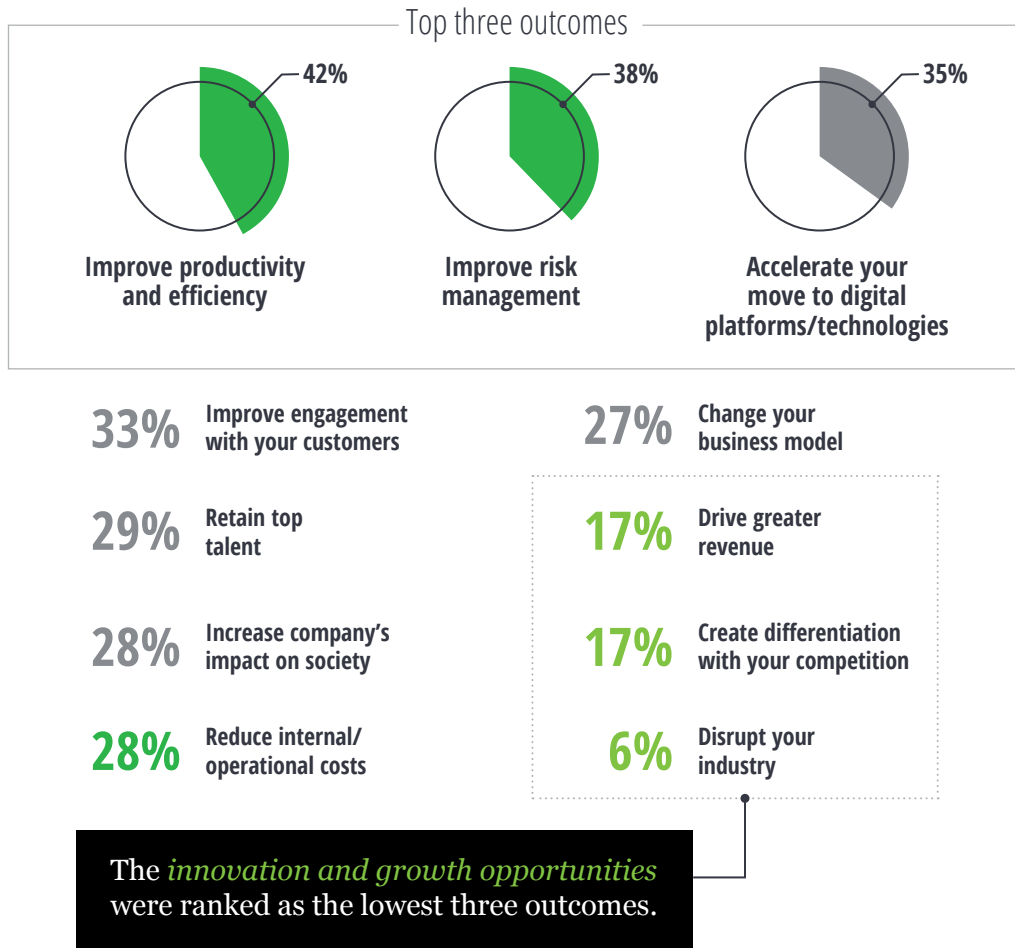 Top three outcomes
42%
Improve productivity
and efficiency
38%
Improve risk
management
35%
Accelerate your
move to digital
platforms/technologies
33%
Improve engagement
with your customers
29%
Retain top
talent
28%
Increase company’s
impact on society
28%
Reduce internal/
operational costs
27%
Change your
business model
17%
Drive greater
revenue
17%
Create differentiation
with your competition
6%
Disrupt your
industry
The innovation and growth opportunities
were ranked as the lowest three outcomes.